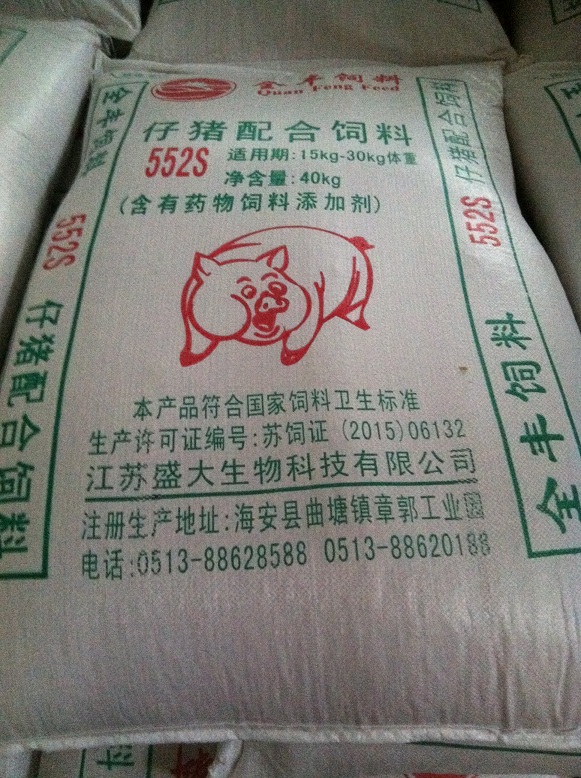 全丰饲料
Quan Feng Feed
仔猪配合饲料
552S 适用期:15kg-30kg体重
净含量:40kg
(含有药物饲料添加剂)
本产品符合国家饲料卫生标准
生产许可证编号:苏饲证(2015)06132
江苏盛大生物科技有限公司
注册生产地址:海安县曲塘镇章郭工业园
电话:0513-88628588 0513-88620188
全丰饲料
552S
仔猪配合饲料
仔猪配合饲料
552S
全丰饲料